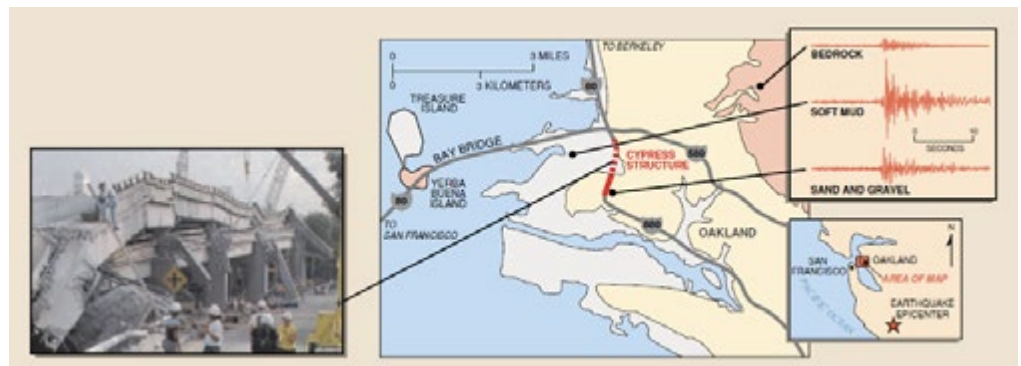 TO BERKELEY
0 3 MILES
0 3 KILOMETERS
80
TREASURE
ISLAND
BAY BRIDGE
580
CYPRESS
STRUCTURE
YERBA
BUENA
ISLAND
80
TO
SAN FRANCISCO
880
OAKLAND
BEDROCK
SOFT MUD
0 10
SECONDS
SAND AND GRAVEL
N
SAN
FRANCISCO
OAKLAND
AREA OF MAP
PACIFIC OCEAN
EARTHQUAKE
EPICENTER